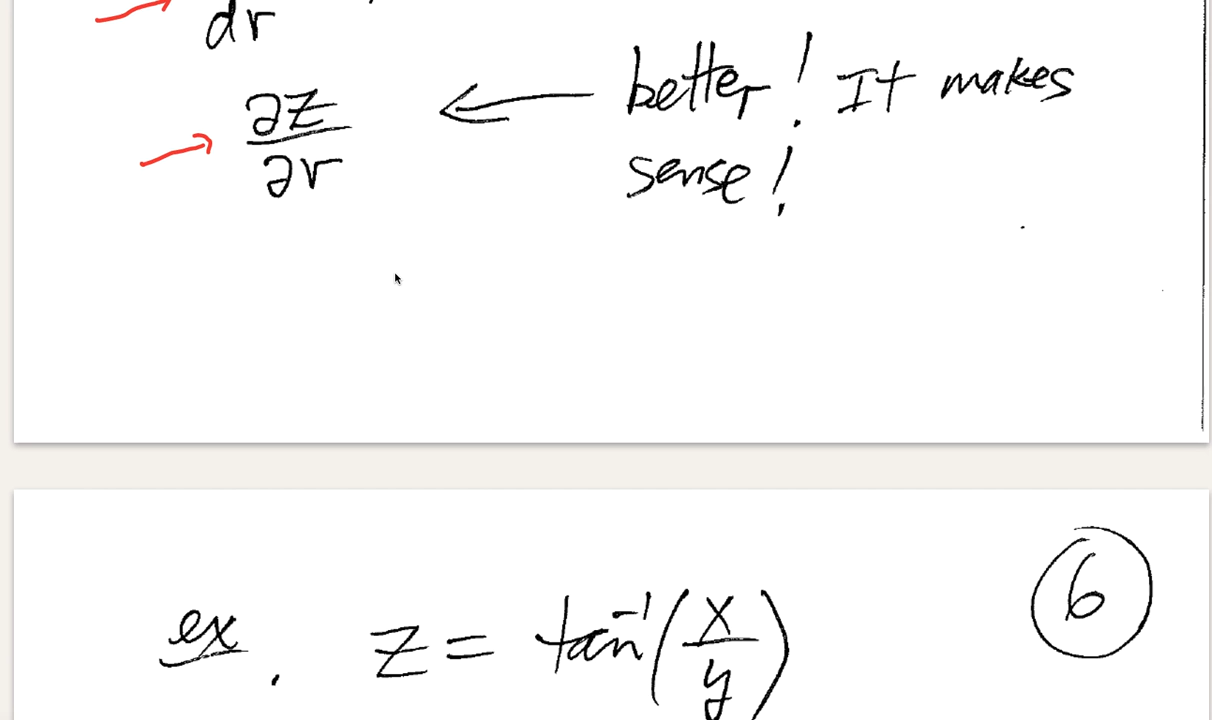 dr
∂z/∂r ← better! It makes
sense!
6
ex. z = tan⁻¹(x/y)